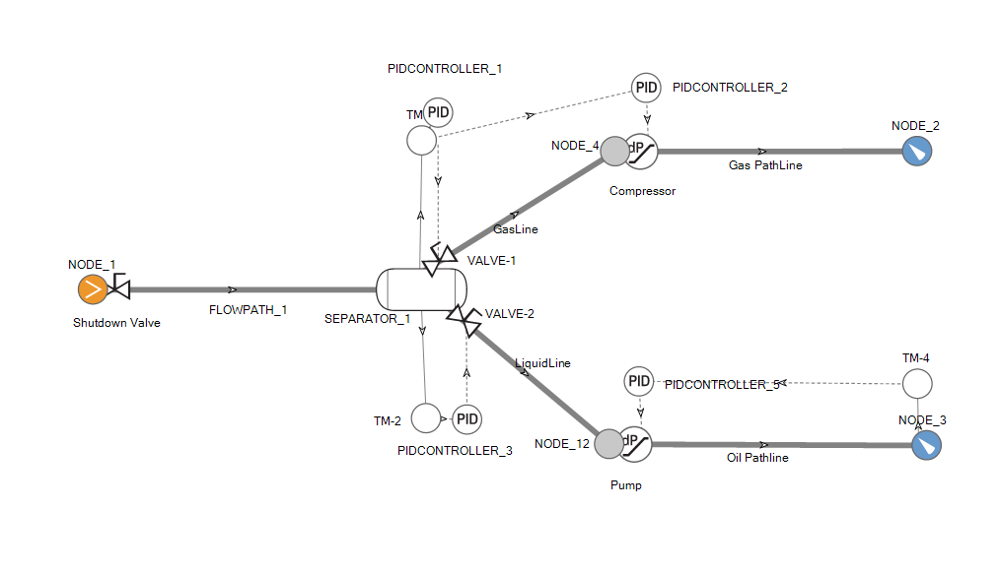 PIDCONTROLLER_1
PID
PIDCONTROLLER_2
TM
PID
NODE_2
NODE_4
dP
Gas PathLine
Compressor
GasLine
NODE_1
VALVE-1
Shutdown Valve
FLOWPATH_1
SEPARATOR_1
VALVE-2
LiquidLine
TM-4
PID
PIDCONTROLLER_5
TM-2
PID
NODE_3
PIDCONTROLLER_3
NODE_12
dP
Oil Pathline
Pump